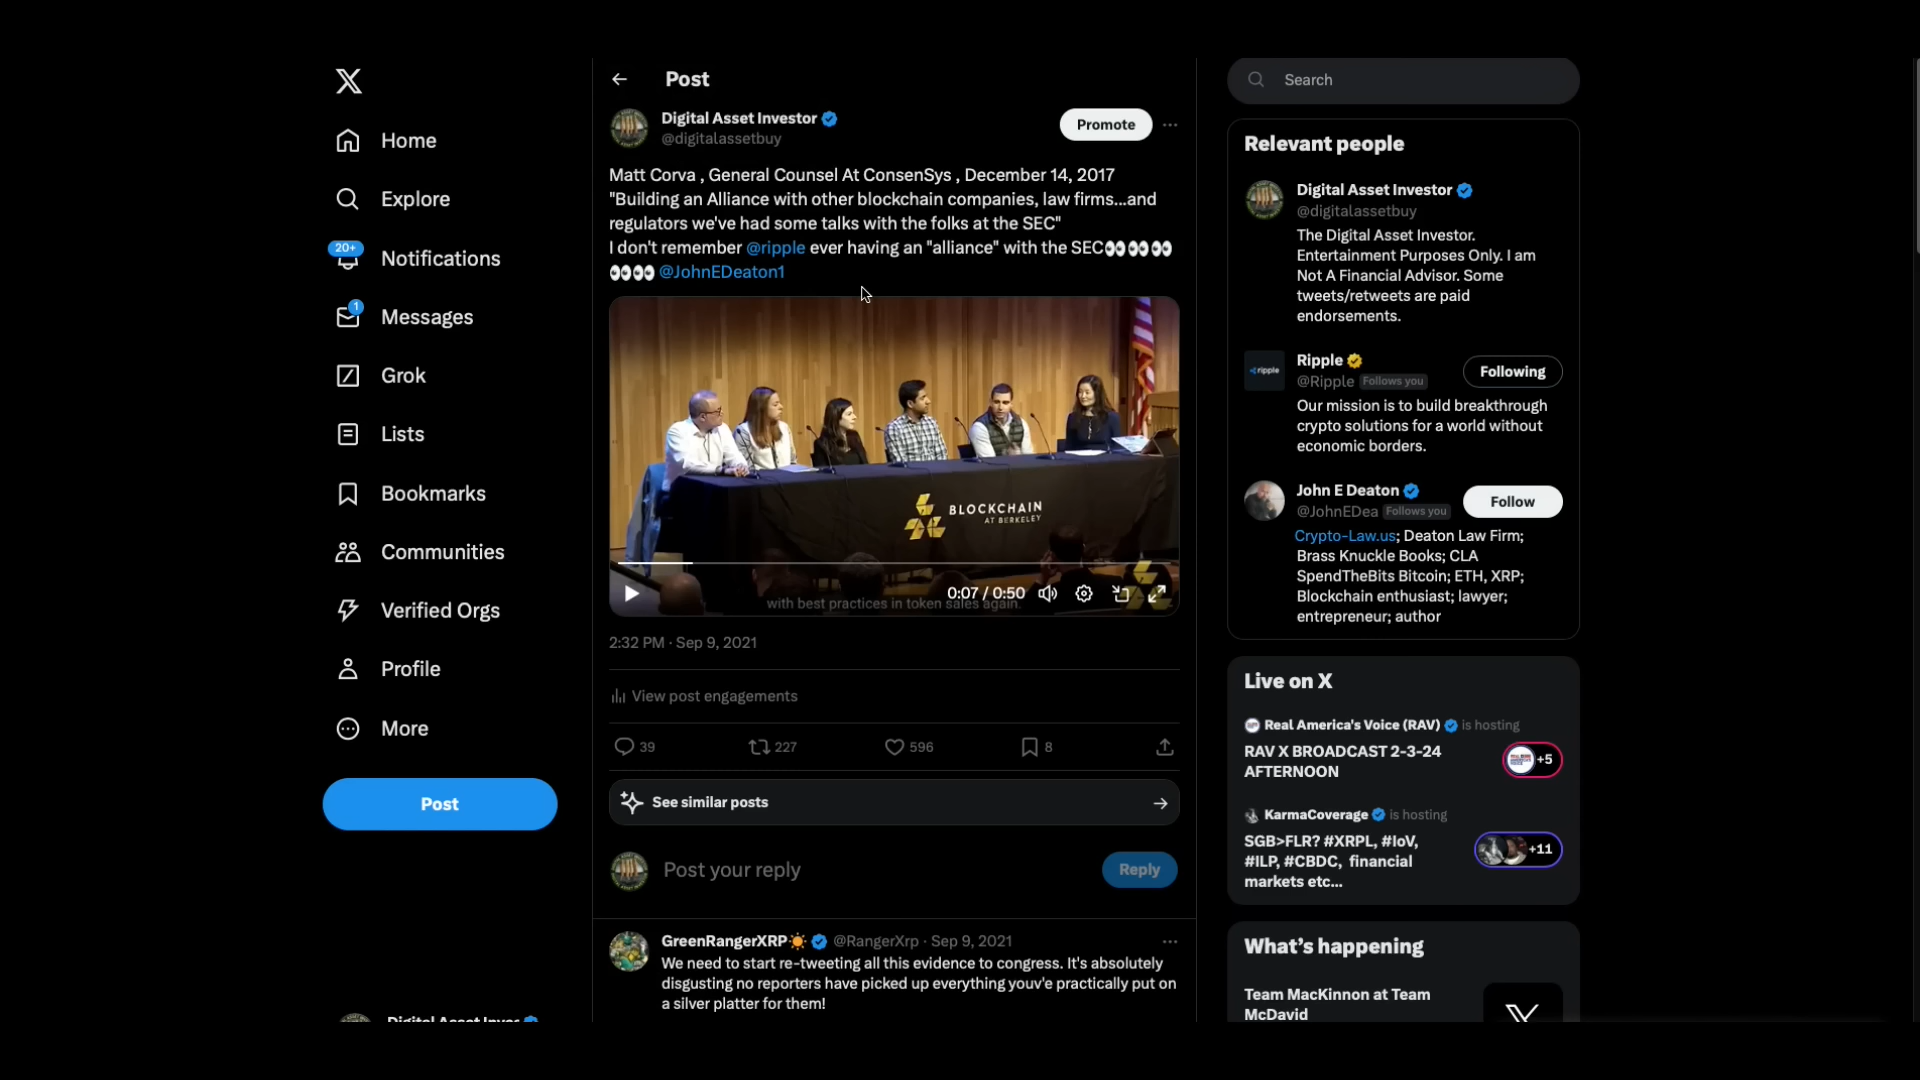 Home
Explore
20+
Notifications
1
Messages
Grok
Lists
Bookmarks
Communities
Verified Orgs
Profile
More
Post
Post
Digital Asset Investor
@digitalassetbuy
Promote
Matt Corva , General Counsel At ConsenSys , December 14, 2017
"Building an Alliance with other blockchain companies, law firms...and
regulators we've had some talks with the folks at the SEC"
I don't remember @ripple ever having an "alliance" with the SEC👀👀👀
👀👀 @JohnEDeaton1
BLOCKCHAIN
AT BERKELEY
0:07 / 0:50
with best practices in token sales again.
2:32 PM · Sep 9, 2021
View post engagements
39
227
596
8
See similar posts
Post your reply
Reply
GreenRangerXRP☀️ @RangerXrp · Sep 9, 2021
We need to start re-tweeting all this evidence to congress. It's absolutely
disgusting no reporters have picked up everything youv'e practically put on
a silver platter for them!
Search
Relevant people
Digital Asset Investor
@digitalassetbuy
The Digital Asset Investor.
Entertainment Purposes Only. I am
Not A Financial Advisor. Some
tweets/retweets are paid
endorsements.
ripple
Ripple
@Ripple Follows you
Following
Our mission is to build breakthrough
crypto solutions for a world without
economic borders.
John E Deaton
@JohnEDea Follows you
Follow
Crypto-Law.us; Deaton Law Firm;
Brass Knuckle Books; CLA
SpendTheBits Bitcoin; ETH, XRP;
Blockchain enthusiast; lawyer;
entrepreneur; author
Live on X
Real America's Voice (RAV) is hosting
RAV X BROADCAST 2-3-24
AFTERNOON
+5
KarmaCoverage is hosting
SGB>FLR? #XRPL, #IoV,
#ILP, #CBDC, financial
markets etc...
+11
What's happening
Team MacKinnon at Team
McDavid